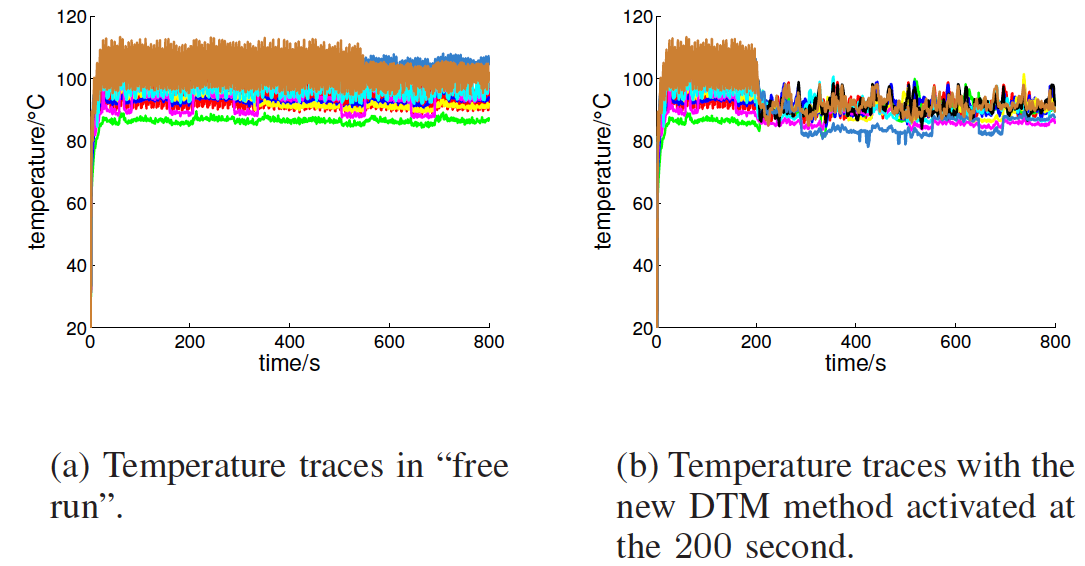 120
100
80
60
40
20
0
200
400
600
800
temperature/°C
time/s
120
100
80
60
40
20
0
200
400
600
800
temperature/°C
time/s
(a) Temperature traces in “free
run”.
(b) Temperature traces with the
new DTM method activated at
the 200 second.